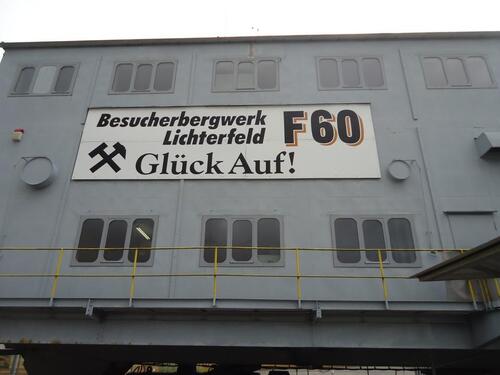 Besucherbergwerk
Lichterfeld F60
Glück Auf!